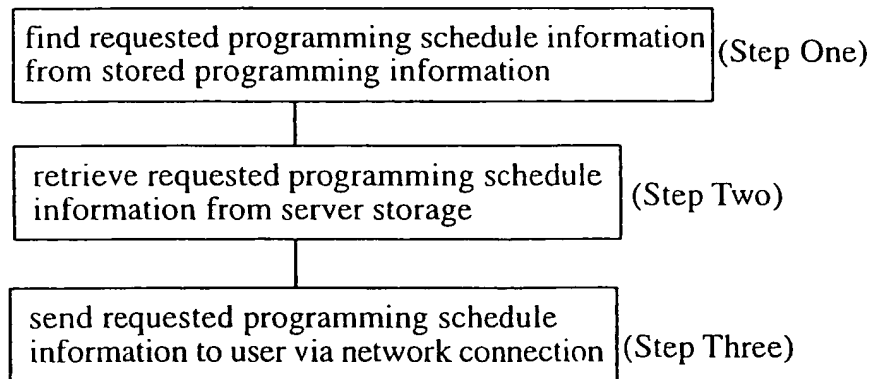 find requested programming schedule information
from stored programming information
(Step One)
retrieve requested programming schedule
information from server storage
(Step Two)
send requested programming schedule
information to user via network connection
(Step Three)